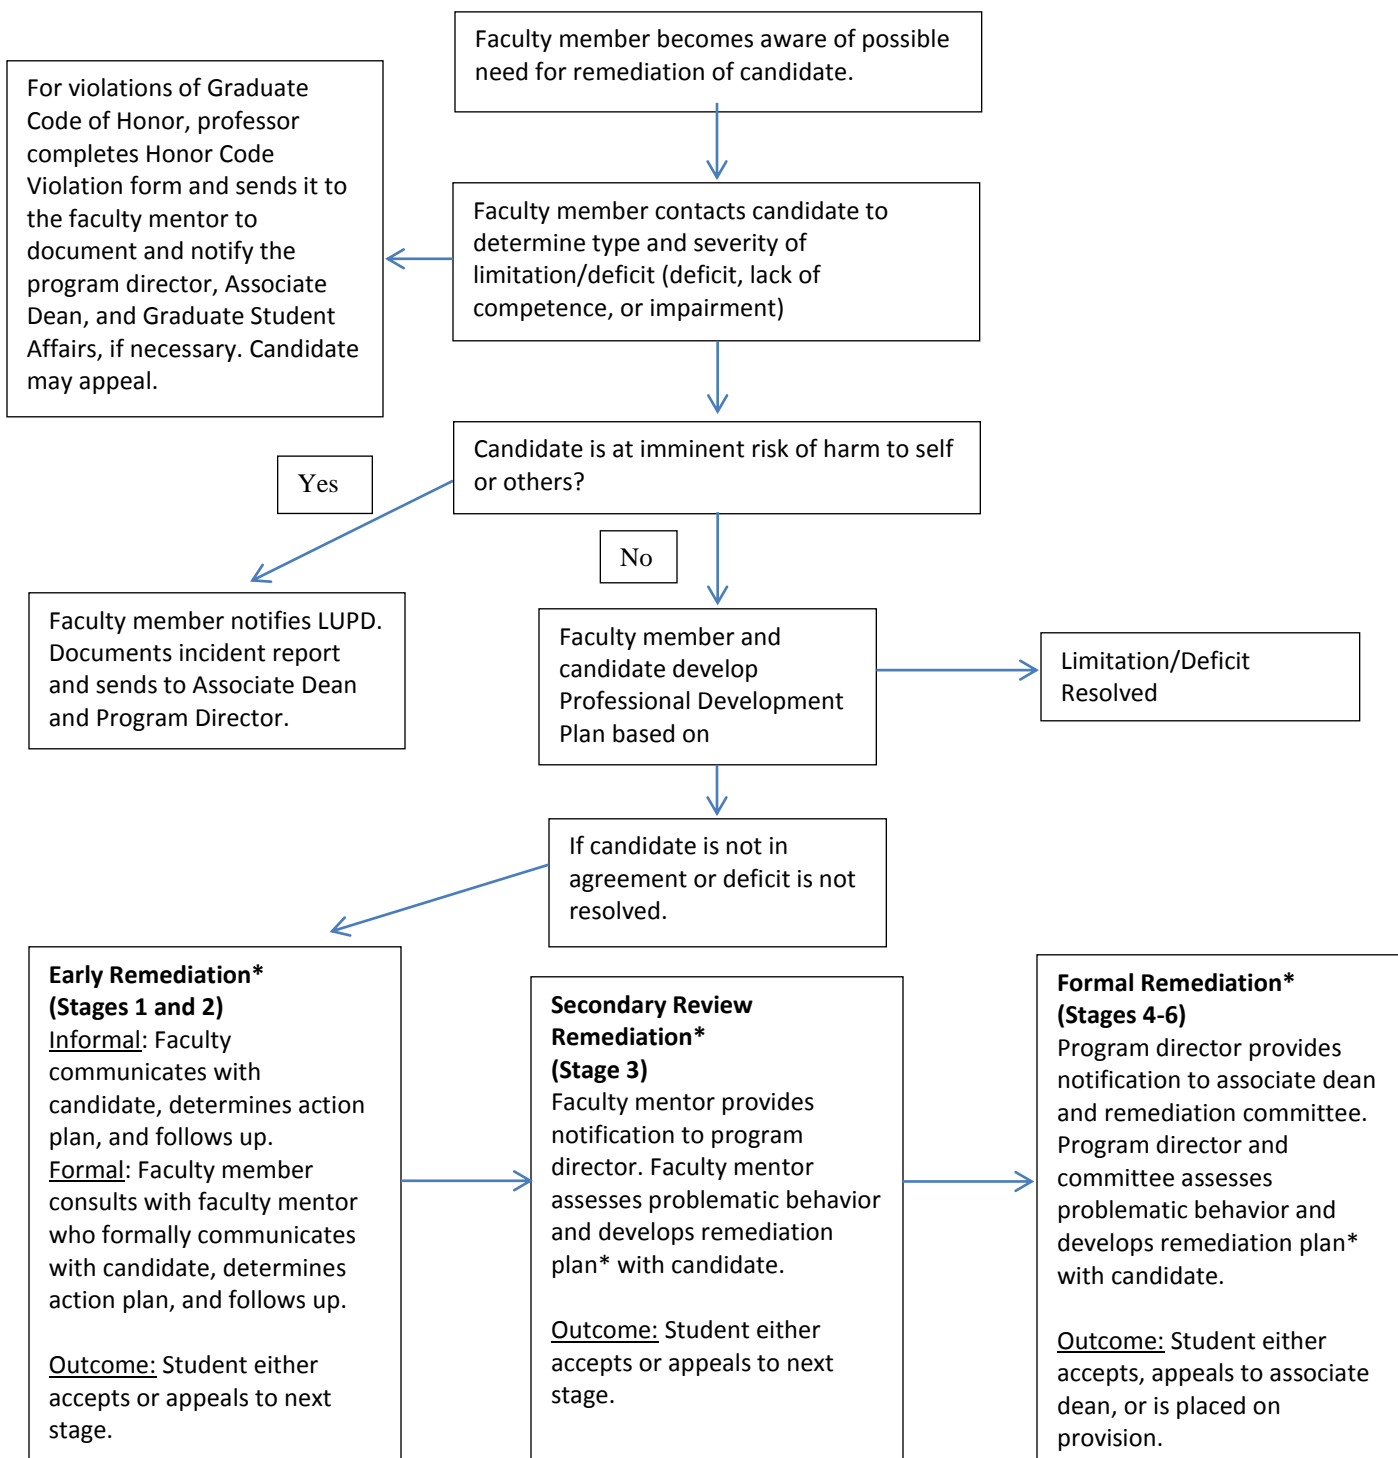 Faculty member becomes aware of possible
need for remediation of candidate.
For violations of Graduate
Code of Honor, professor
completes Honor Code
Violation form and sends it to
the faculty mentor to
document and notify the
program director, Associate
Dean, and Graduate Student
Affairs, if necessary. Candidate
may appeal.
Faculty member contacts candidate to
determine type and severity of
limitation/deficit (deficit, lack of
competence, or impairment)
Candidate is at imminent risk of harm to self
or others?
Yes
No
Faculty member notifies LUPD.
Documents incident report
and sends to Associate Dean
and Program Director.
Faculty member and
candidate develop
Professional Development
Plan based on
Limitation/Deficit
Resolved
If candidate is not in
agreement or deficit is not
resolved.
Early Remediation*
(Stages 1 and 2)
Informal: Faculty
communicates with
candidate, determines action
plan, and follows up.
Formal: Faculty member
consults with faculty mentor
who formally communicates
with candidate, determines
action plan, and follows up.
Outcome: Student either
accepts or appeals to next
stage.
Secondary Review
Remediation*
(Stage 3)
Faculty mentor provides
notification to program
director. Faculty mentor
assesses problematic behavior
and develops remediation
plan* with candidate.
Outcome: Student either
accepts or appeals to next
stage.
Formal Remediation*
(Stages 4-6)
Program director provides
notification to associate dean
and remediation committee.
Program director and
committee assesses
problematic behavior and
develops remediation plan*
with candidate.
Outcome: Student either
accepts, appeals to associate
dean, or is placed on
provision.